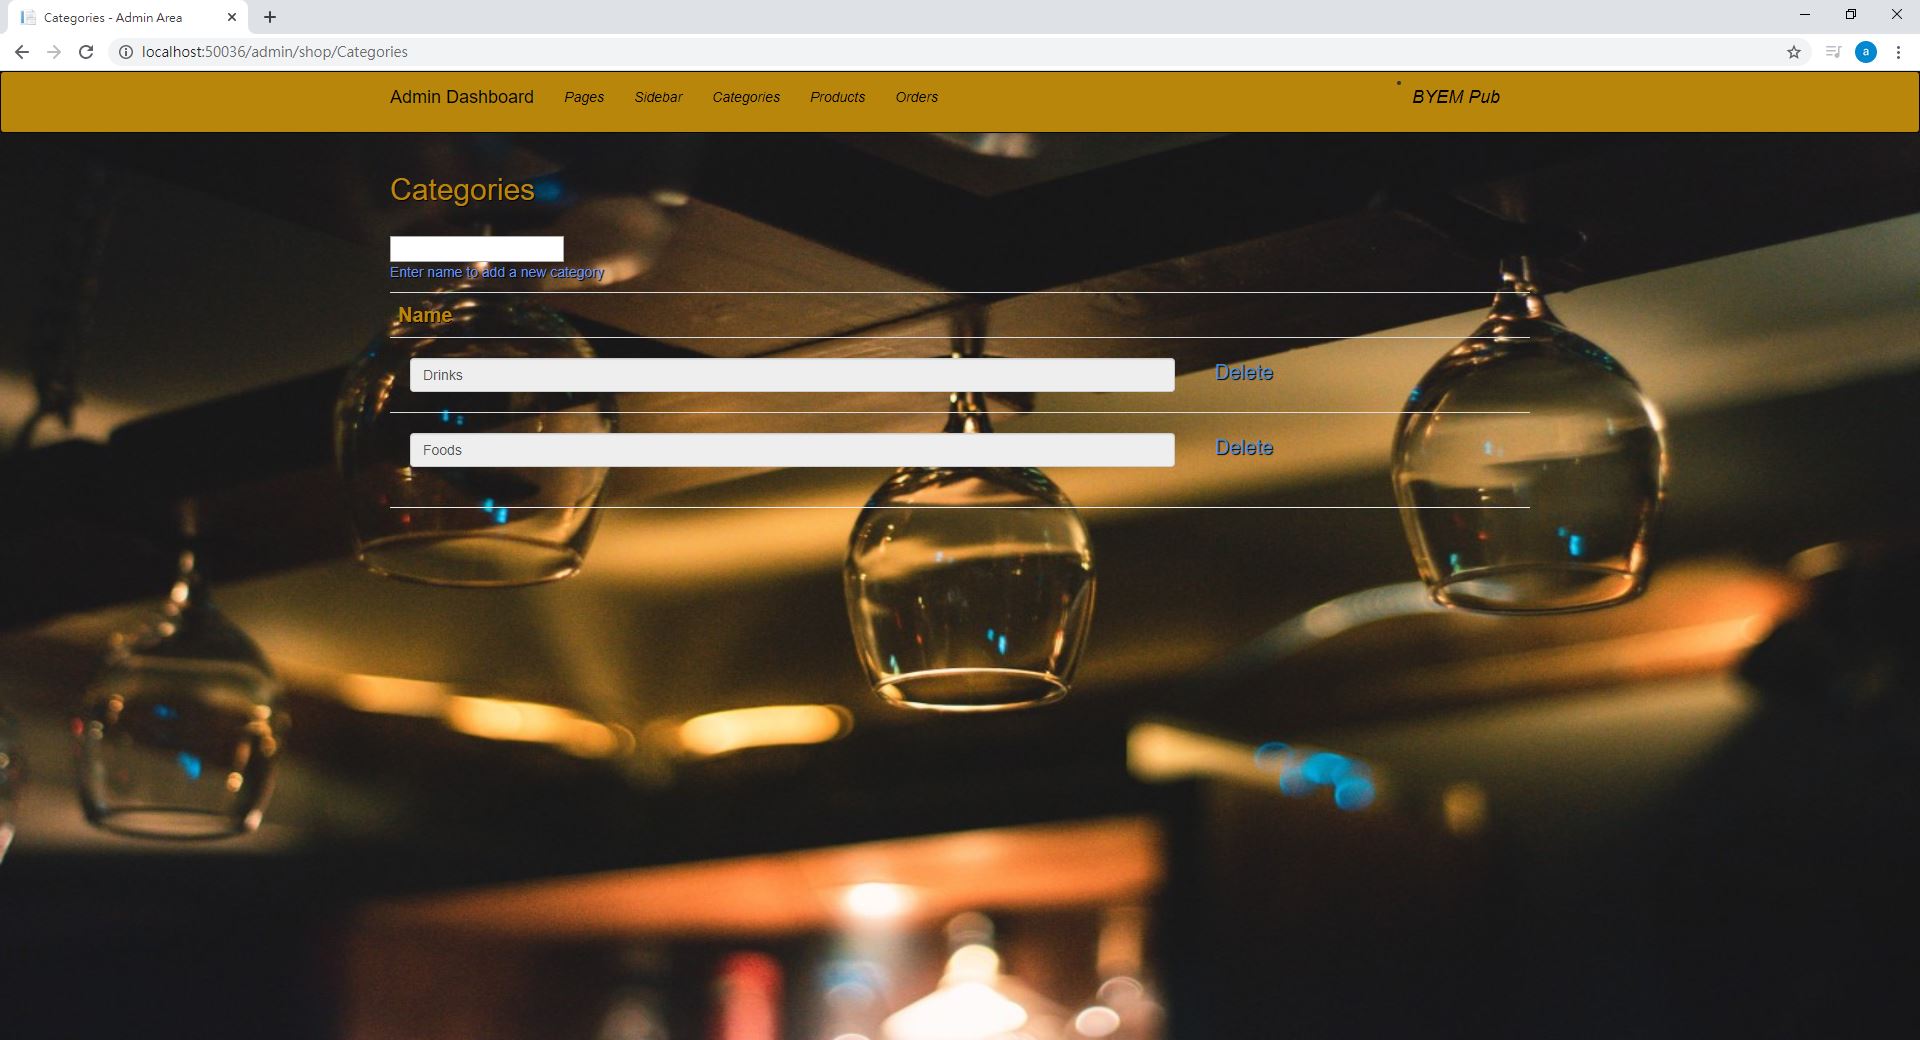 Categories - Admin Area
localhost:50036/admin/shop/Categories
a
Admin Dashboard Pages Sidebar Categories Products Orders BYEM Pub
Categories
Enter name to add a new category
Name
Drinks Delete
Foods Delete